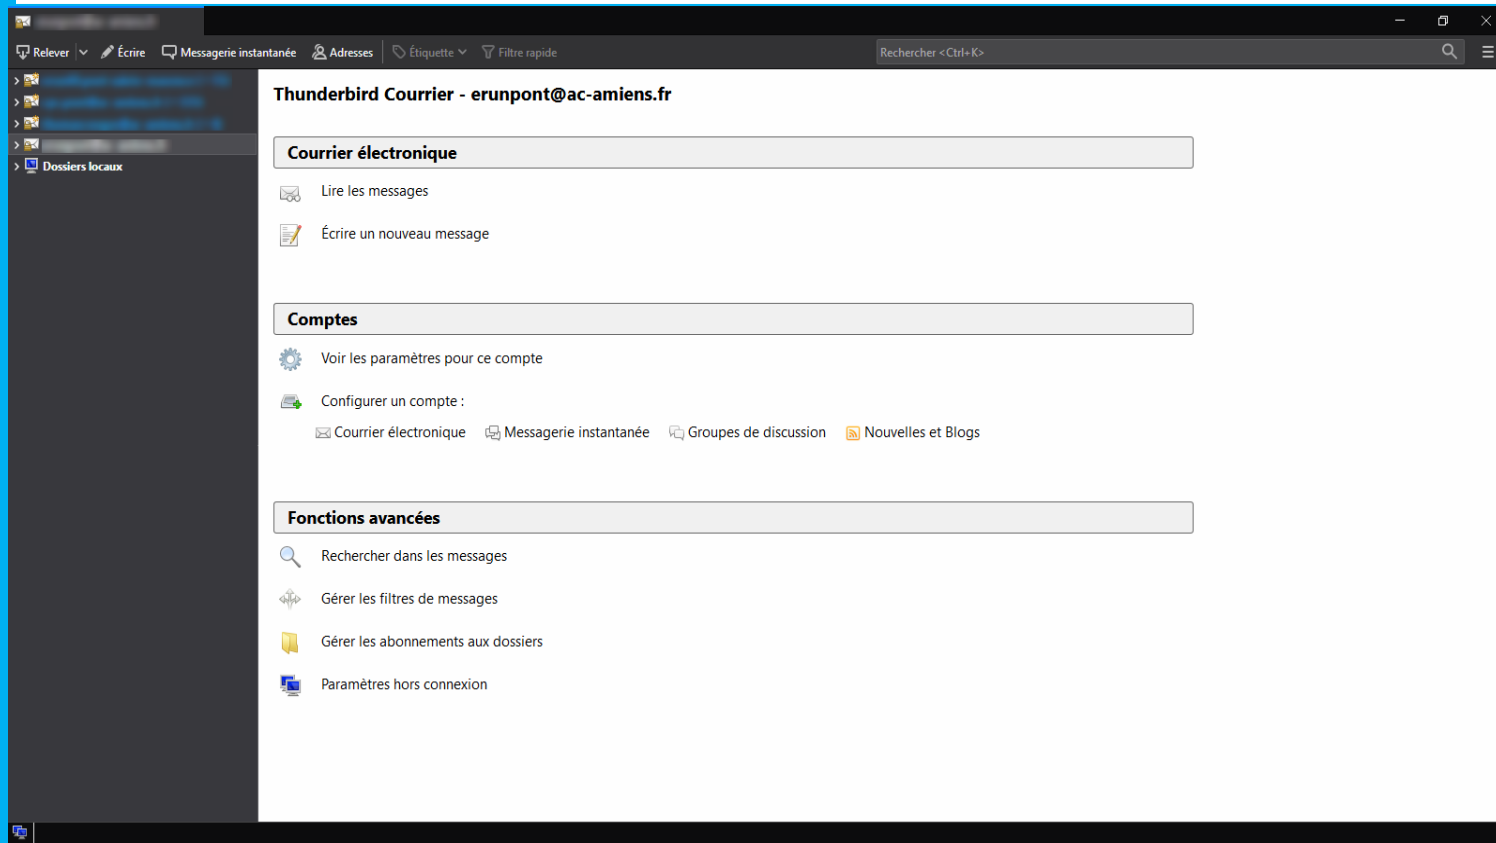 Relever Écrire Messagerie instantanée Adresses Étiquette Filtre rapide Rechercher <Ctrl+K>
Dossiers locaux
Thunderbird Courrier - erunpont@ac-amiens.fr
Courrier électronique
Lire les messages
Écrire un nouveau message
Comptes
Voir les paramètres pour ce compte
Configurer un compte :
Courrier électronique Messagerie instantanée Groupes de discussion Nouvelles et Blogs
Fonctions avancées
Rechercher dans les messages
Gérer les filtres de messages
Gérer les abonnements aux dossiers
Paramètres hors connexion